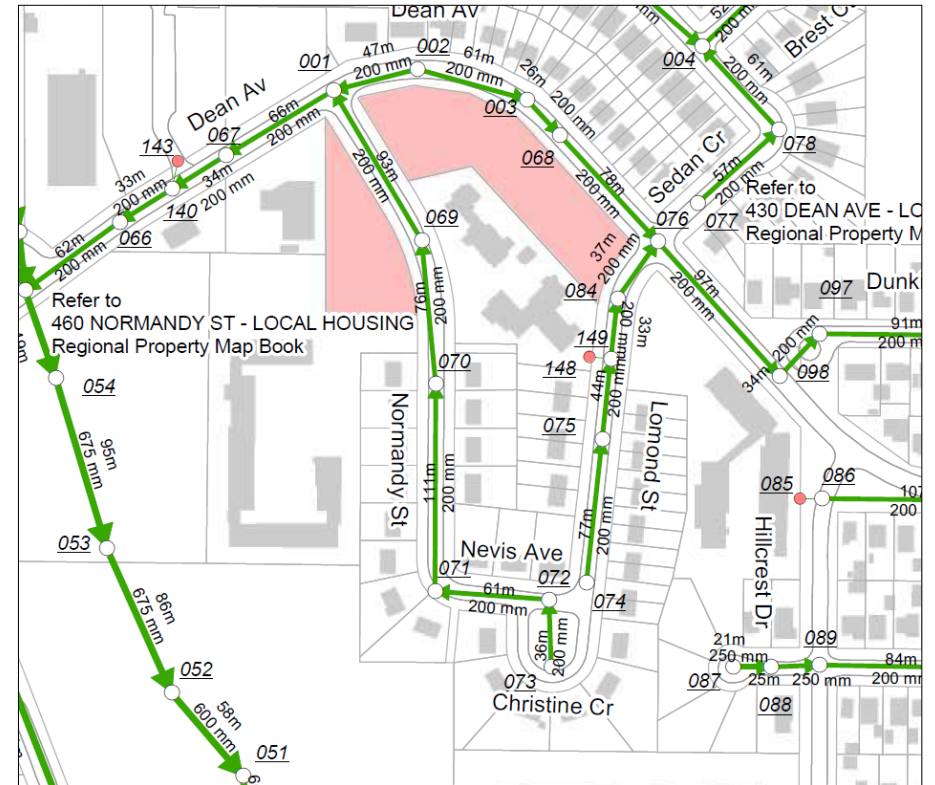 Dean Av
Brest C
001
47m
200 mm
002
61m
200 mm
26m
200 mm
52
200 m
004
61m
200 mm
003
Dean Av
067
66m
200 mm
143
33m
200 mm
34m
200 mm
140
066
62m
200 mm
068
78m
200 mm
Sedan Cr
57m
200 mm
078
077
076
Refer to
430 DEAN AVE - LO
Regional Property M
93m
200 mm
069
37m
200 mm
084
97m
200 mm
097
Dunk
91m
200 m
Refer to
460 NORMANDY ST - LOCAL HOUSING
Regional Property Map Book
76m
200 mm
33m
200 mm
149
148
200 mm
34m
098
054
070
44m
200 mm
Normandy St
Lomond St
075
95m
675 mm
111m
200 mm
085
086
107
200
053
77m
200 mm
Nevis Ave
Hillcrest Dr
071
61m
200 mm
072
074
86m
675 mm
36m
200 mm
21m
250 mm
089
84m
200 mm
052
073
087
25m
250 mm
088
Christine Cr
58m
600 mm
051
6